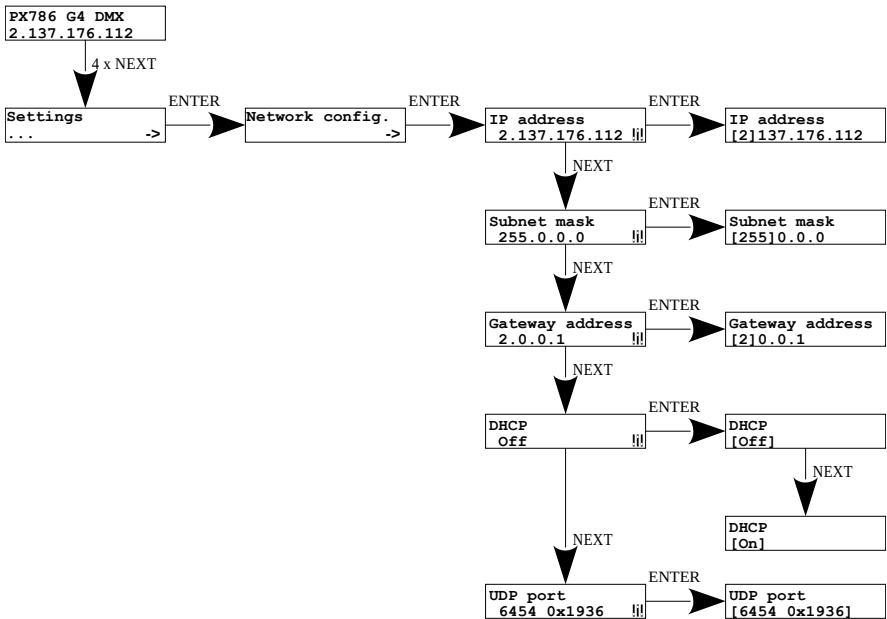 PX786 G4 DMX
2.137.176.112
4 x NEXT
ENTER
ENTER
ENTER
Settings
... ->
Network config.
->
IP address
2.137.176.112 !i!
IP address
[2]137.176.112
NEXT
ENTER
Subnet mask
255.0.0.0 !i!
Subnet mask
[255]0.0.0
NEXT
ENTER
Gateway address
2.0.0.1 !i!
Gateway address
[2]0.0.1
NEXT
ENTER
DHCP
Off !i!
DHCP
[Off]
NEXT
DHCP
[On]
NEXT
ENTER
UDP port
6454 0x1936 !i!
UDP port
[6454 0x1936]